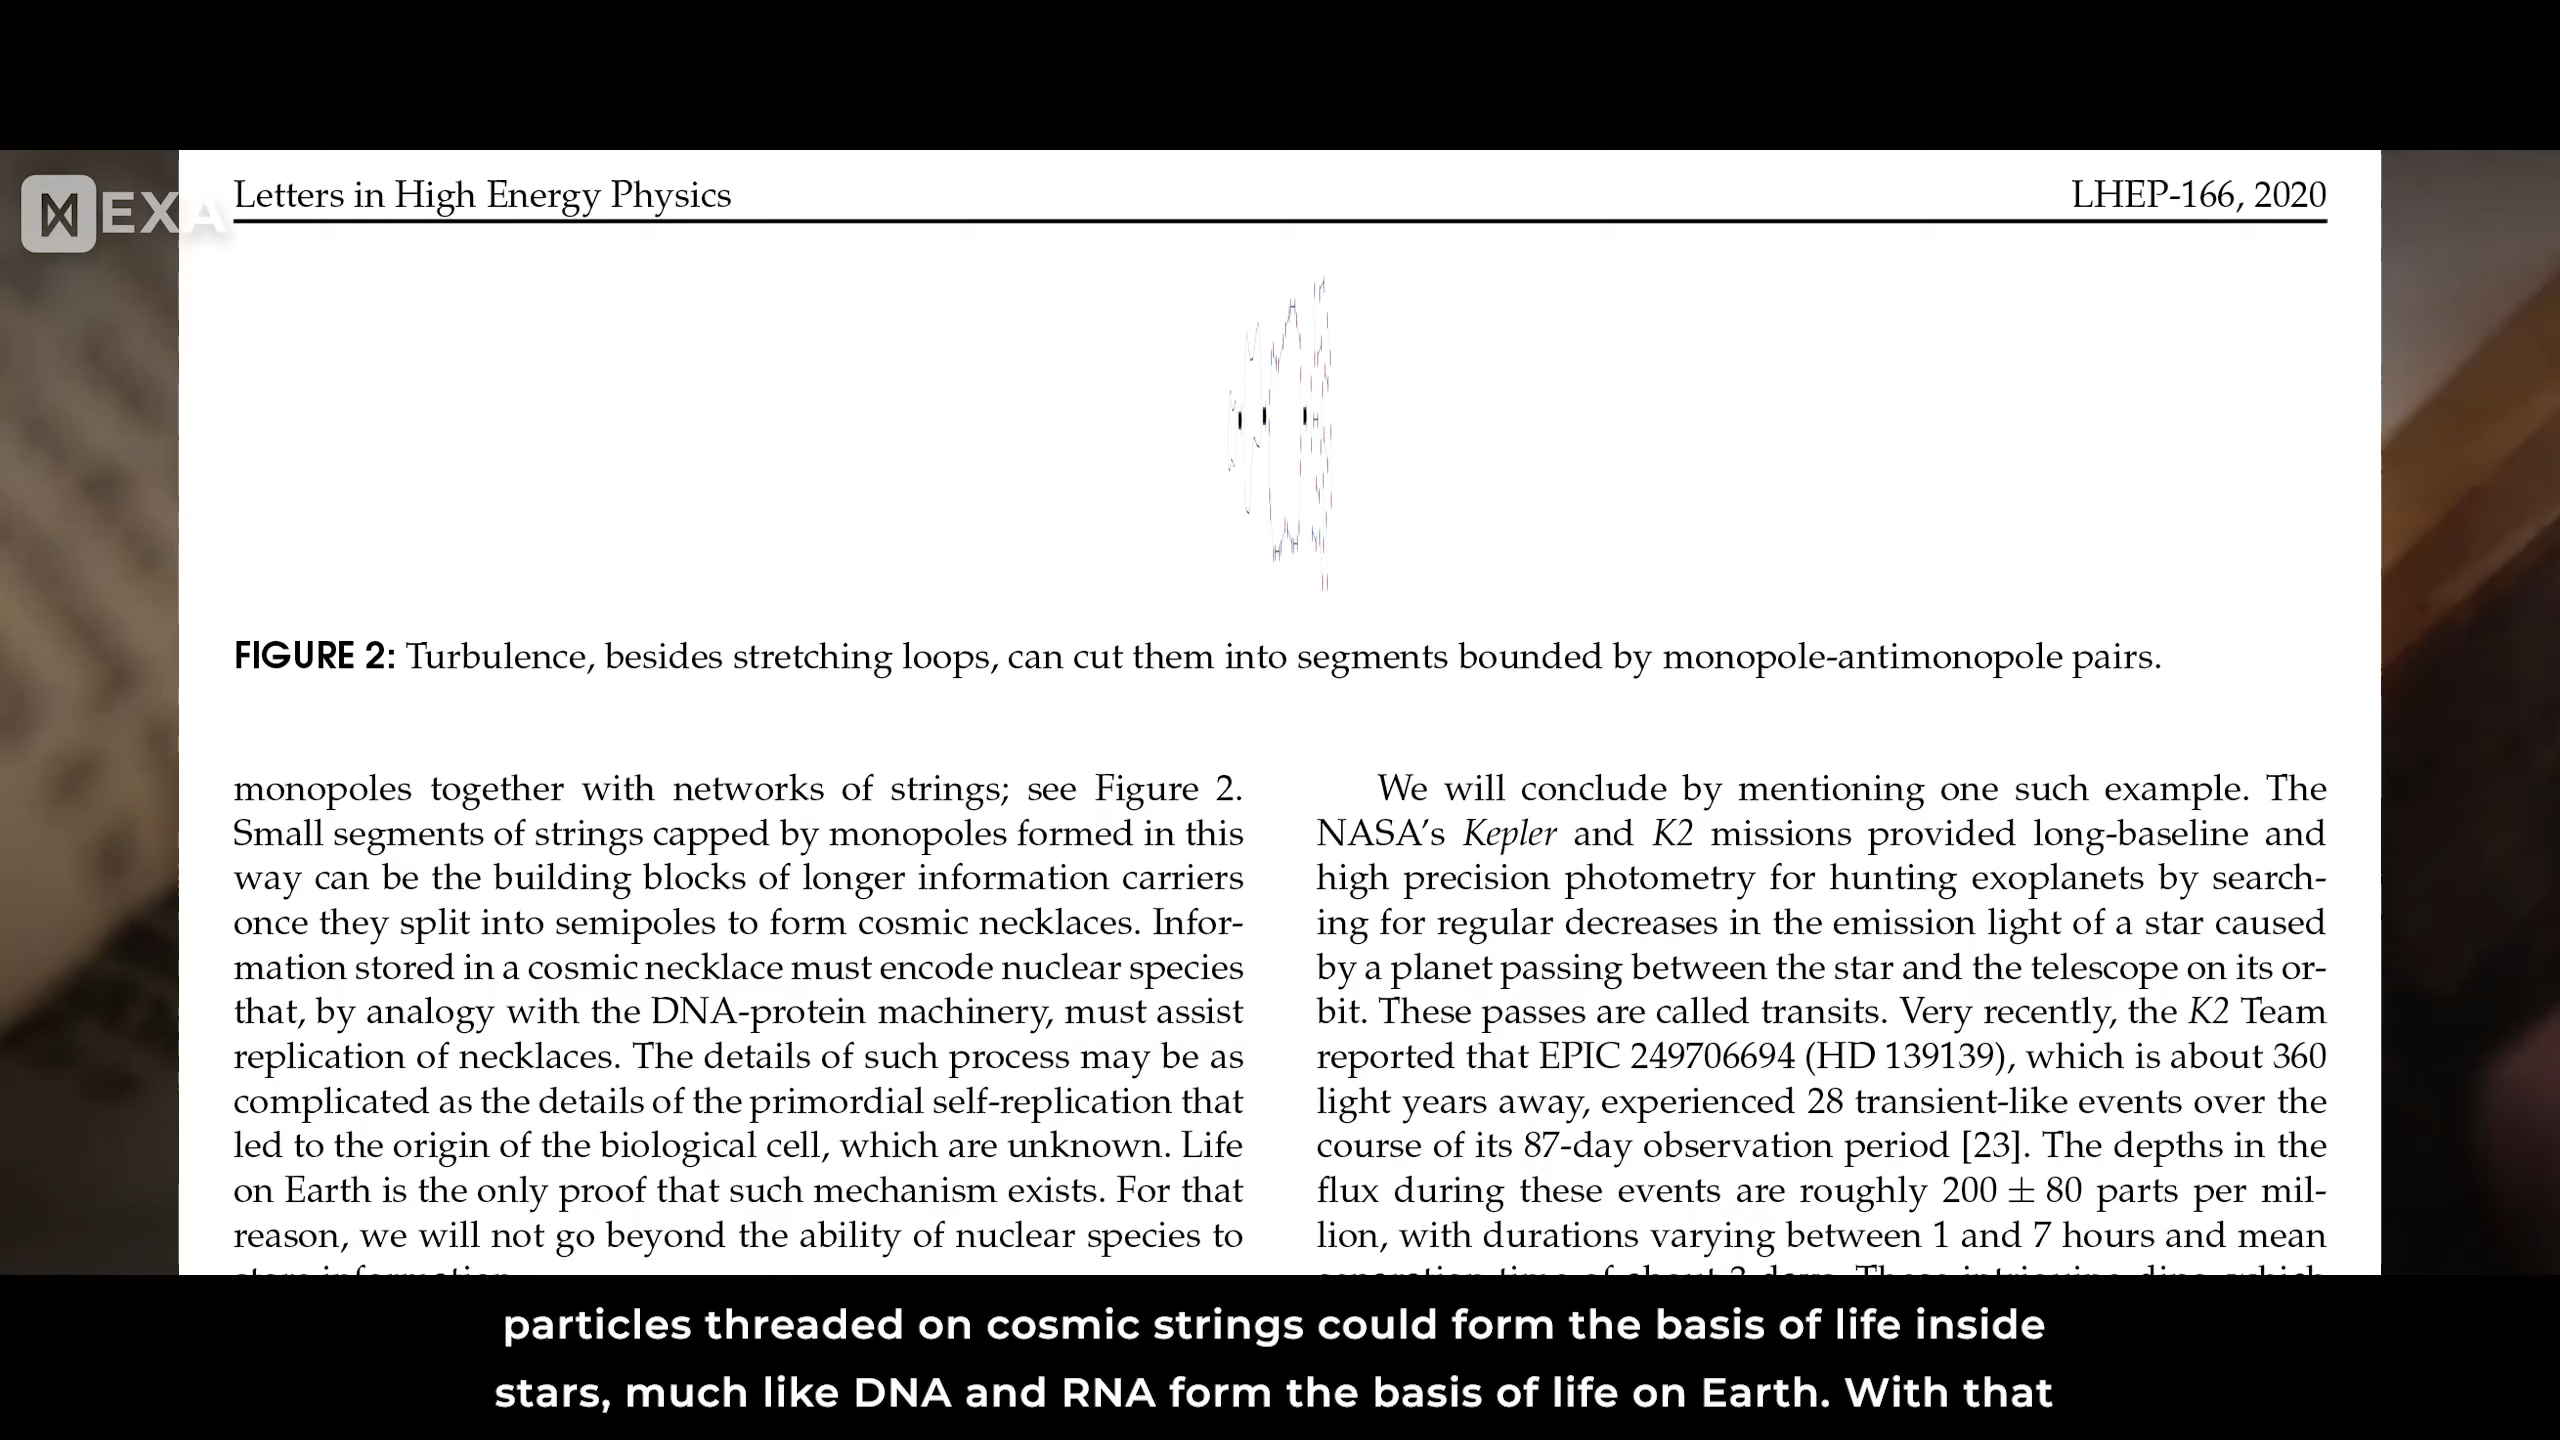 Letters in High Energy Physics
LHEP-166, 2020
MEXA
FIGURE 2: Turbulence, besides stretching loops, can cut them into segments bounded by monopole-antimonopole pairs.
monopoles together with networks of strings; see Figure 2.
Small segments of strings capped by monopoles formed in this
way can be the building blocks of longer information carriers
once they split into semipoles to form cosmic necklaces. Infor-
mation stored in a cosmic necklace must encode nuclear species
that, by analogy with the DNA-protein machinery, must assist
replication of necklaces. The details of such process may be as
complicated as the details of the primordial self-replication that
led to the origin of the biological cell, which are unknown. Life
on Earth is the only proof that such mechanism exists. For that
reason, we will not go beyond the ability of nuclear species to
store information.
We will conclude by mentioning one such example. The
NASA's Kepler and K2 missions provided long-baseline and
high precision photometry for hunting exoplanets by search-
ing for regular decreases in the emission light of a star caused
by a planet passing between the star and the telescope on its or-
bit. These passes are called transits. Very recently, the K2 Team
reported that EPIC 249706694 (HD 139139), which is about 360
light years away, experienced 28 transient-like events over the
course of its 87-day observation period [23]. The depths in the
flux during these events are roughly 200 ± 80 parts per mil-
lion, with durations varying between 1 and 7 hours and mean
separation time of about 3 days. These intriguing dips, which
particles threaded on cosmic strings could form the basis of life inside
stars, much like DNA and RNA form the basis of life on Earth. With that